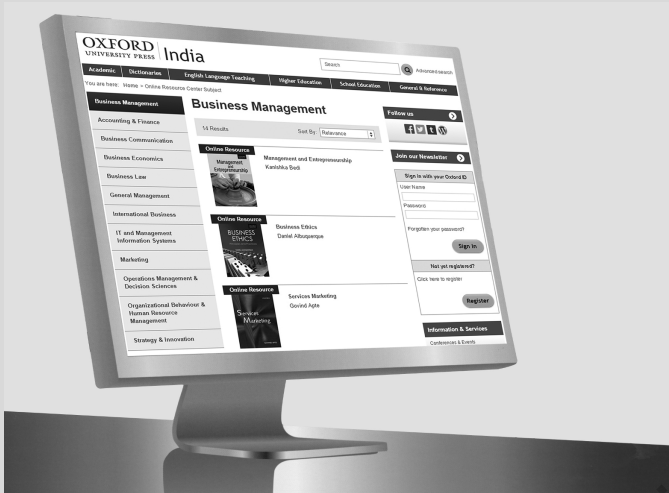 OXFORD
UNIVERSITY PRESS
India
Search
Advanced search
Academic
Dictionaries
English Language Teaching
Higher Education
School Education
General & Reference
You are here: Home > Online Resource Center Subject
Business Management
Accounting & Finance
Business Communication
Business Economics
Business Law
General Management
International Business
IT and Management
Information Systems
Marketing
Operations Management &
Decision Sciences
Organizational Behaviour &
Human Resource
Management
Strategy & Innovation
Business Management
14 Results
Sort By:
Relevance
Online Resource
Management
and
Entrepreneurship
Management and Entrepreneurship
Kanishka Bedi
Online Resource
BUSINESS
ETHICS
Business Ethics
Daniel Albuquerque
Online Resource
Services
Marketing
Services Marketing
Govind Apte
Follow us
Join our Newsletter
Sign in with your Oxford ID
User Name
Password
Forgotten your password?
Sign in
Not yet registered?
Click here to register
Register
Information & Services
Conferences & Events